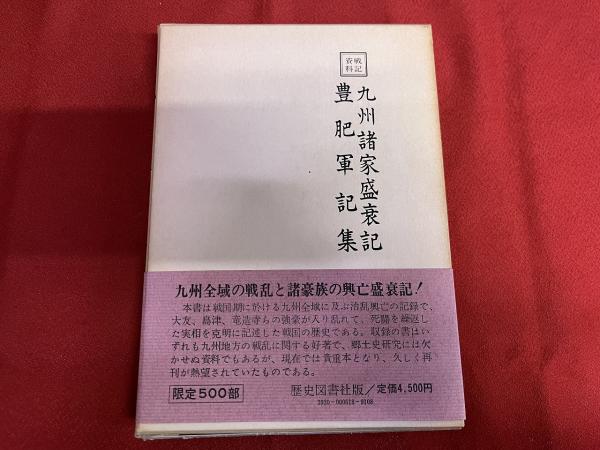 戦記
資料
九州諸家盛衰記
豊肥軍記集
九州全域の戦乱と諸豪族の興亡盛衰記!
本書は戦国期に於ける九州全域に及ぶ治乱興亡の記録で、
大友、島津、竜造寺らの強豪が入り乱れて、死闘を繰返し
た実相を克明に記述した戦国の歴史である。収録の書はい
ずれも九州地方の戦乱に関する好著で、郷土史研究には欠
かせぬ資料でもあるが、現在では貴重本となり、久しく再
刊が熱望されていたものである。
限定500部
歴史図書社版/定価4,500円
3020-000618-9108